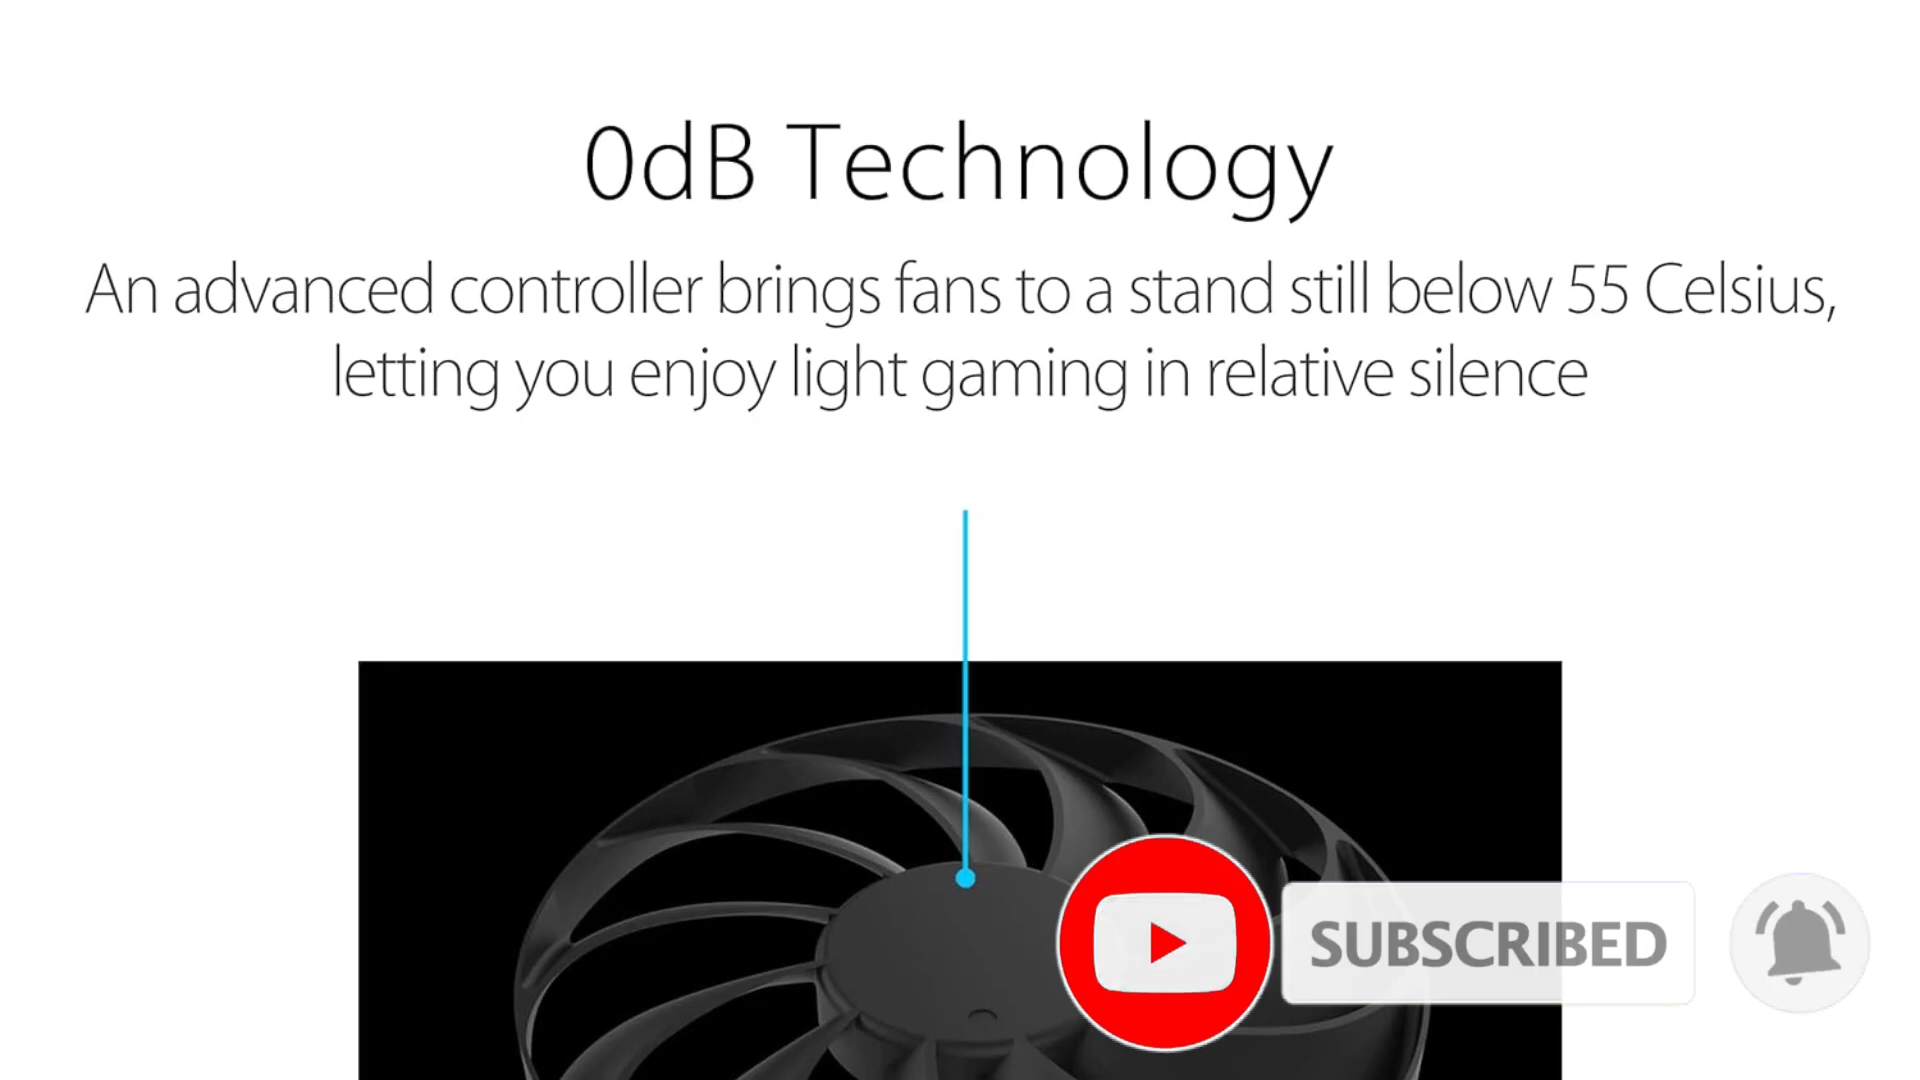 0dB Technology
An advanced controller brings fans to a stand still below 55 Celsius,
letting you enjoy light gaming in relative silence
SUBSCRIBED